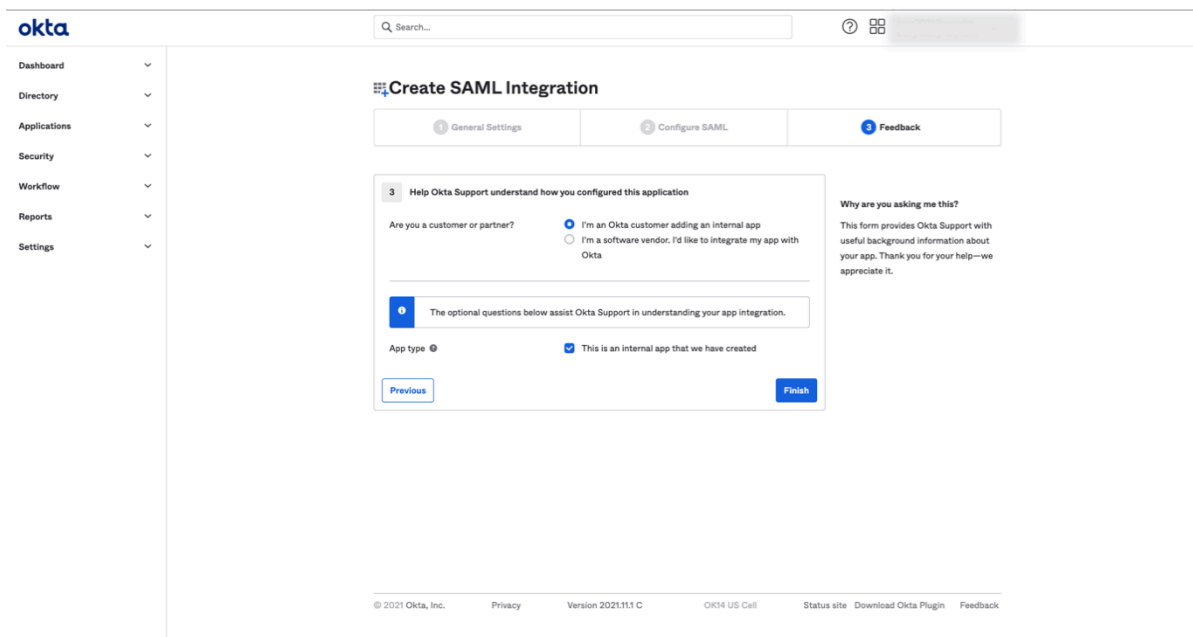 okta
Search...
Dashboard
Directory
Applications
Security
Workflow
Reports
Settings
Create SAML Integration
1 General Settings
2 Configure SAML
3 Feedback
3 Help Okta Support understand how you configured this application
Are you a customer or partner?
I'm an Okta customer adding an internal app
I'm a software vendor. I'd like to integrate my app with
Okta
The optional questions below assist Okta Support in understanding your app integration.
App type
This is an internal app that we have created
Previous
Finish
Why are you asking me this?
This form provides Okta Support with
useful background information about
your app. Thank you for your help—we
appreciate it.
© 2021 Okta, Inc.
Privacy
Version 2021.11.1 C
OK14 US Cell
Status site
Download Okta Plugin
Feedback